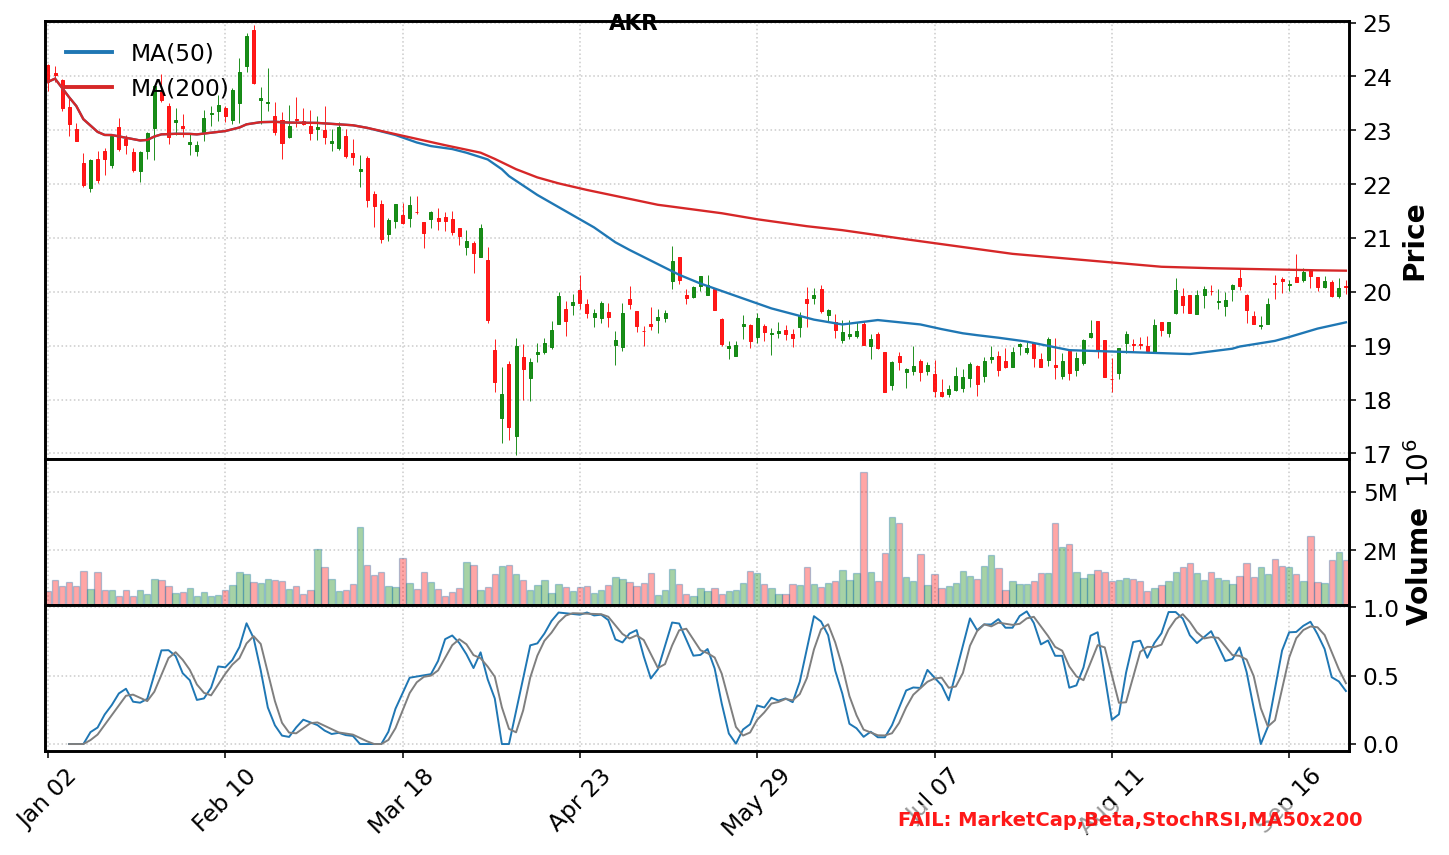 AKR
MA(50)
MA(200)
25
24
23
22
21
20
19
18
17
Price
5M
2M
Volume 10^6
1.0
0.5
0.0
Jan 02
Feb 10
Mar 18
Apr 23
May 29
Jul 07
Aug 11
Sep 16
FAIL: MarketCap,Beta,StochRSI,MA50x200